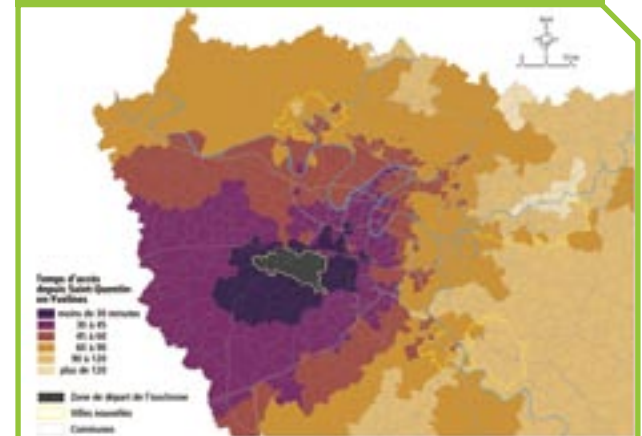 Nord
Temps d'accès
depuis Saint-Quentin-
en-Yvelines
moins de 30 minutes
30 à 45
45 à 60
60 à 90
90 à 120
plus de 120
Zone de départ de l'isochrone
Villes nouvelles
Communes